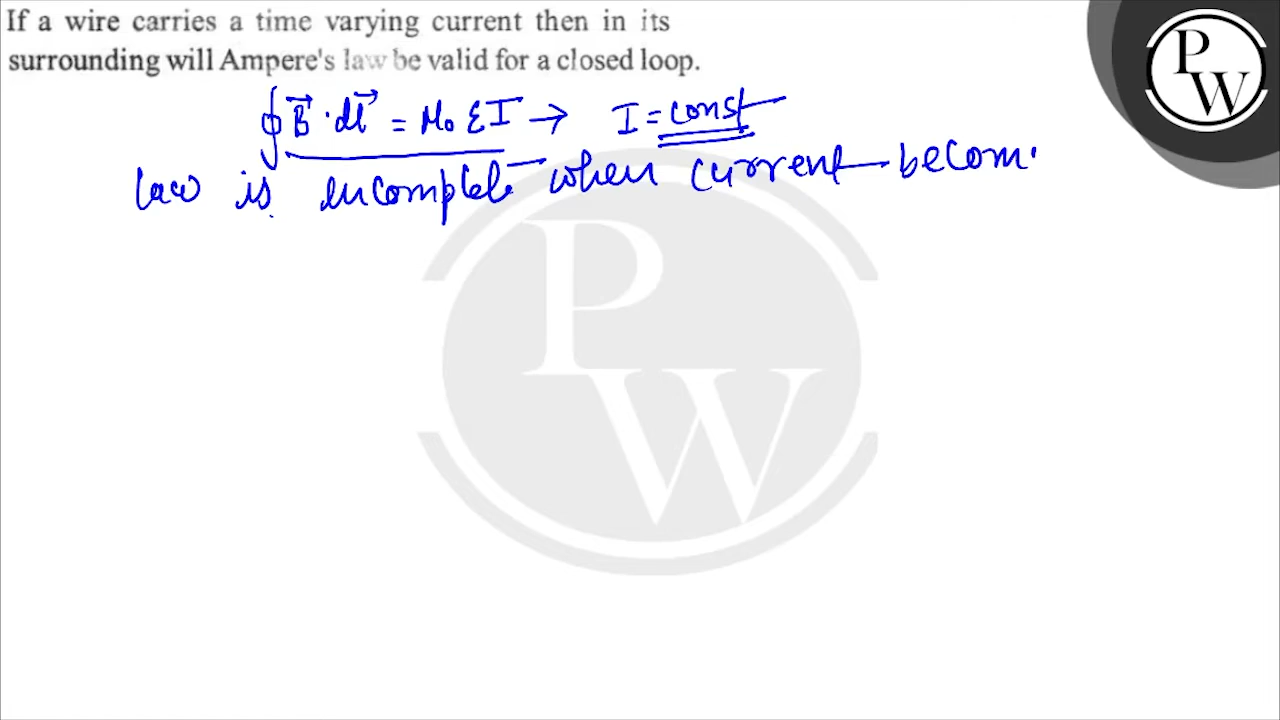 If a wire carries a time varying current then in its
surrounding will Ampere's law be valid for a closed loop.
∮ B⃗ · dl⃗ = μ₀ ΣI → I = const
law is incomplete when current becom
P
W
P
W